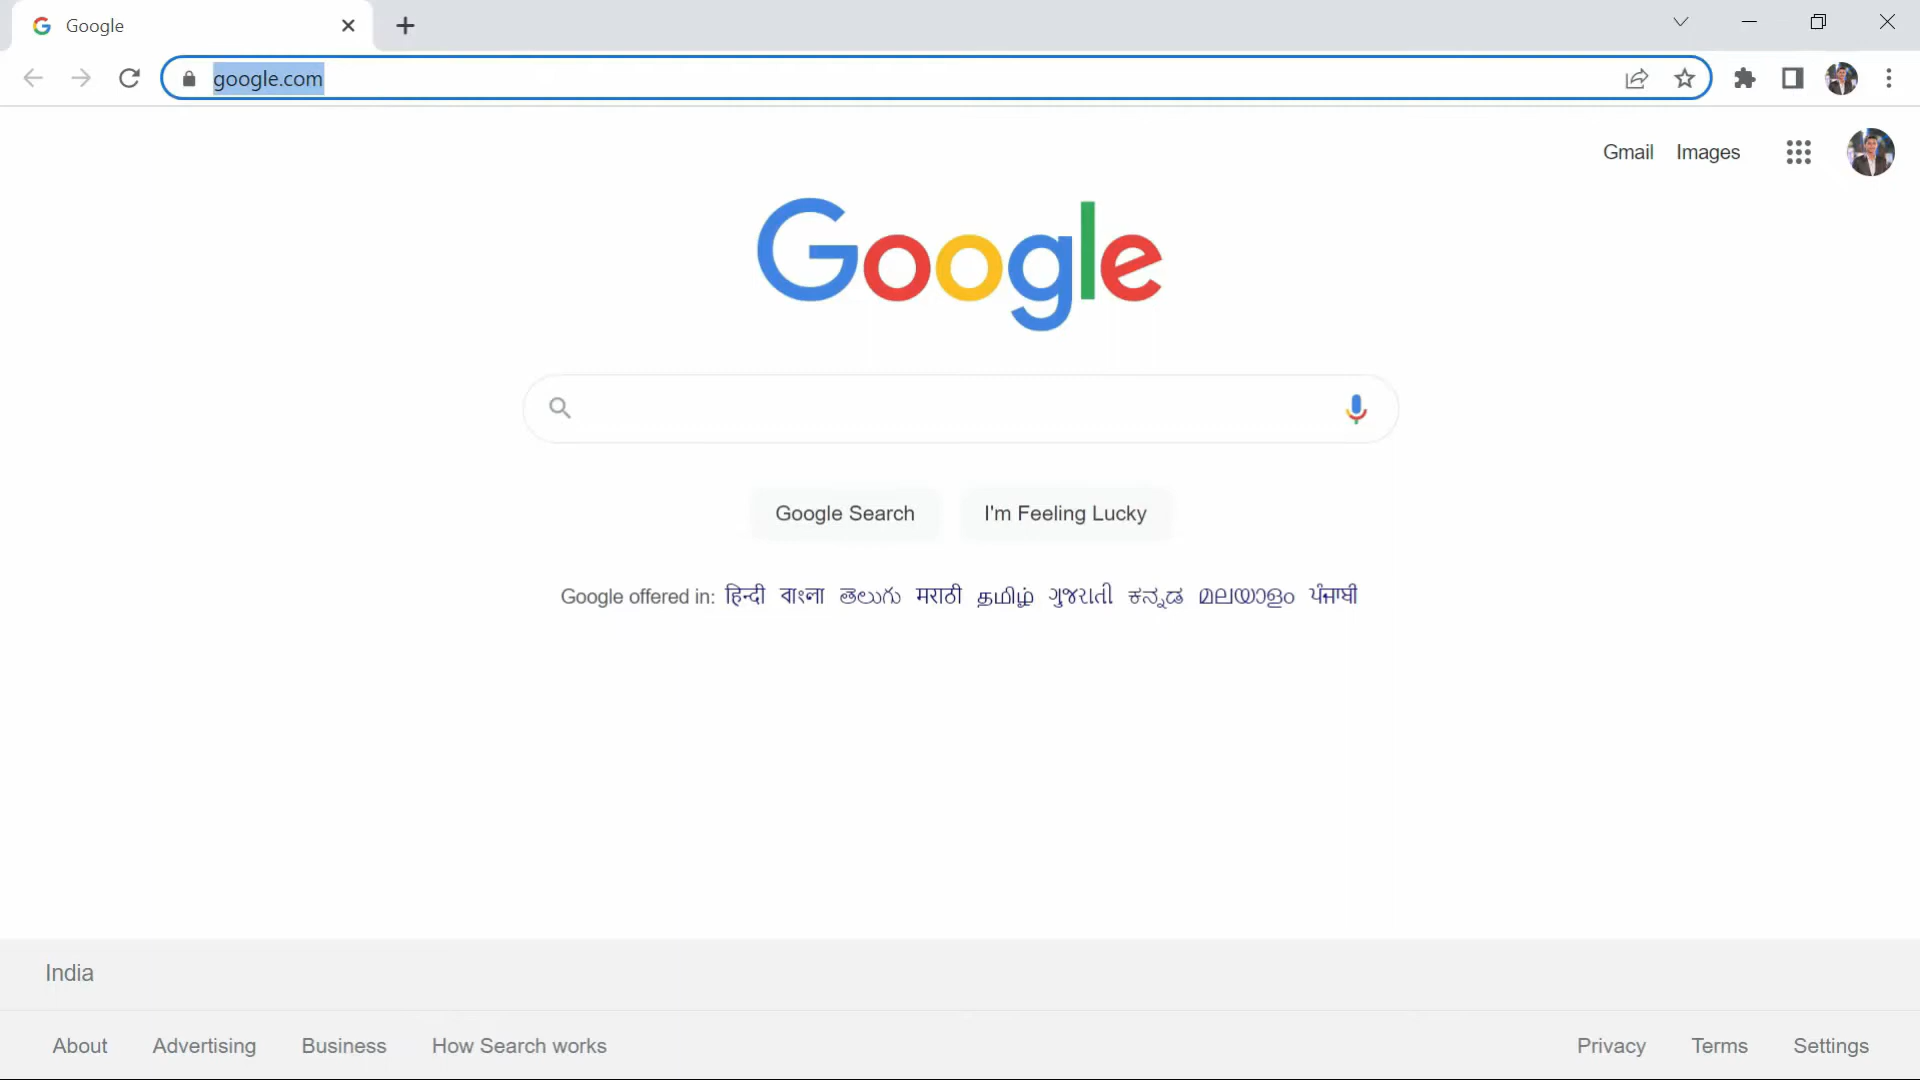 Google
google.com
Gmail Images
Google
Google Search I'm Feeling Lucky
Google offered in: हिन्दी বাংলা తెలుగు मराठी தமிழ் ગુજરાતી ಕನ್ನಡ മലയാളം ਪੰਜਾਬੀ
India
About Advertising Business How Search works Privacy Terms Settings